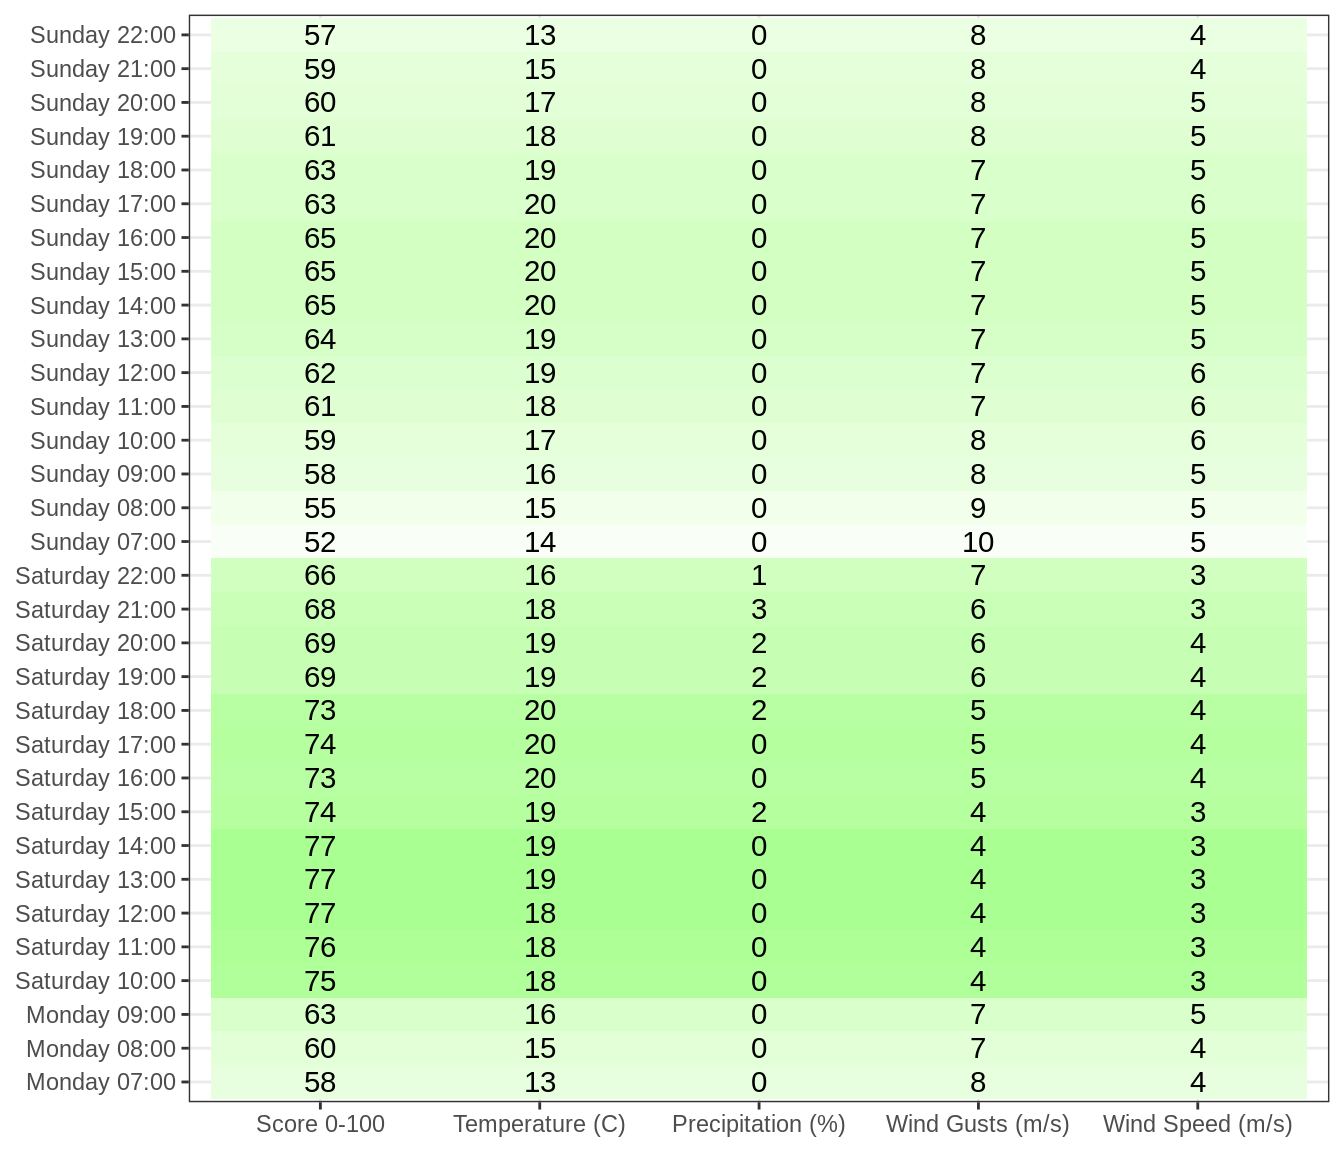 Sunday 22:00 57 13 0 8 4
Sunday 21:00 59 15 0 8 4
Sunday 20:00 60 17 0 8 5
Sunday 19:00 61 18 0 8 5
Sunday 18:00 63 19 0 7 5
Sunday 17:00 63 20 0 7 6
Sunday 16:00 65 20 0 7 5
Sunday 15:00 65 20 0 7 5
Sunday 14:00 65 20 0 7 5
Sunday 13:00 64 19 0 7 5
Sunday 12:00 62 19 0 7 6
Sunday 11:00 61 18 0 7 6
Sunday 10:00 59 17 0 8 6
Sunday 09:00 58 16 0 8 5
Sunday 08:00 55 15 0 9 5
Sunday 07:00 52 14 0 10 5
Saturday 22:00 66 16 1 7 3
Saturday 21:00 68 18 3 6 3
Saturday 20:00 69 19 2 6 4
Saturday 19:00 69 19 2 6 4
Saturday 18:00 73 20 2 5 4
Saturday 17:00 74 20 0 5 4
Saturday 16:00 73 20 0 5 4
Saturday 15:00 74 19 2 4 3
Saturday 14:00 77 19 0 4 3
Saturday 13:00 77 19 0 4 3
Saturday 12:00 77 18 0 4 3
Saturday 11:00 76 18 0 4 3
Saturday 10:00 75 18 0 4 3
Monday 09:00 63 16 0 7 5
Monday 08:00 60 15 0 7 4
Monday 07:00 58 13 0 8 4
Score 0-100 Temperature (C) Precipitation (%) Wind Gusts (m/s) Wind Speed (m/s)